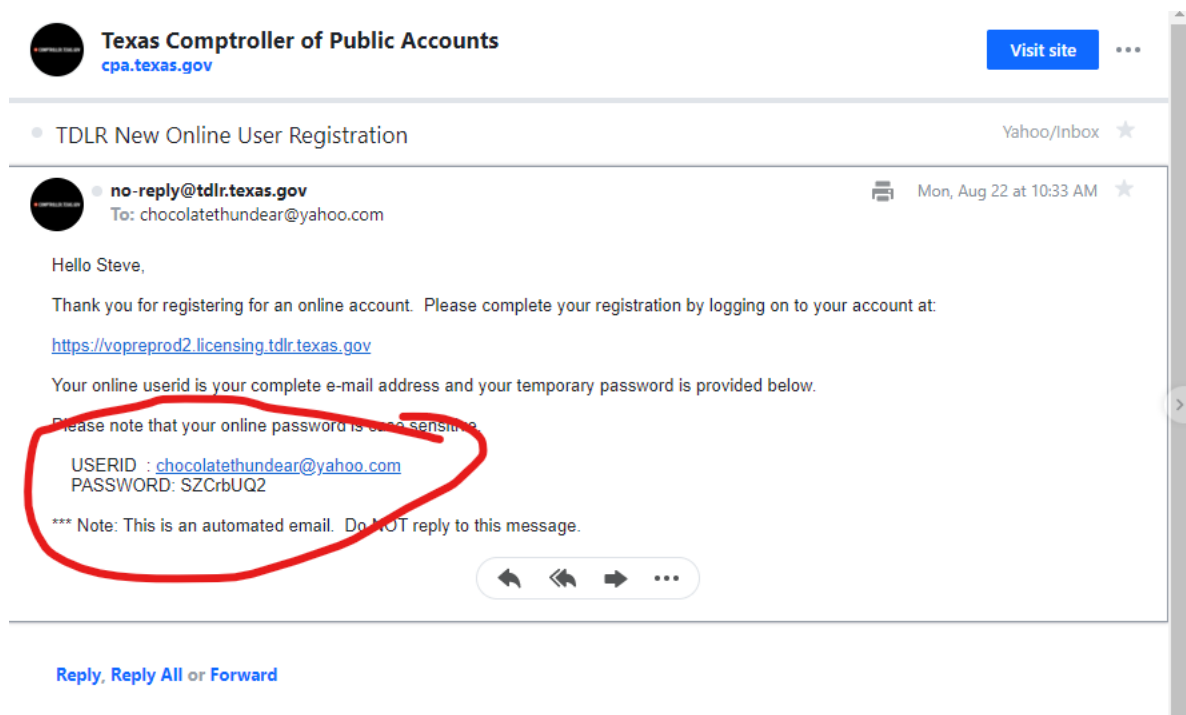 Texas Comptroller of Public Accounts
cpa.texas.gov
Visit site
TDLR New Online User Registration
Yahoo/Inbox
no-reply@tdlr.texas.gov
Mon, Aug 22 at 10:33 AM
To: chocolatethundear@yahoo.com
Hello Steve,
Thank you for registering for an online account.  Please complete your registration by logging on to your account at:
https://vopreprod2.licensing.tdlr.texas.gov
Your online userid is your complete e-mail address and your temporary password is provided below.
Please note that your online password is case sensitive.
USERID  : chocolatethundear@yahoo.com
PASSWORD: SZCrbUQ2
*** Note: This is an automated email.  Do NOT reply to this message.
Reply, Reply All or Forward